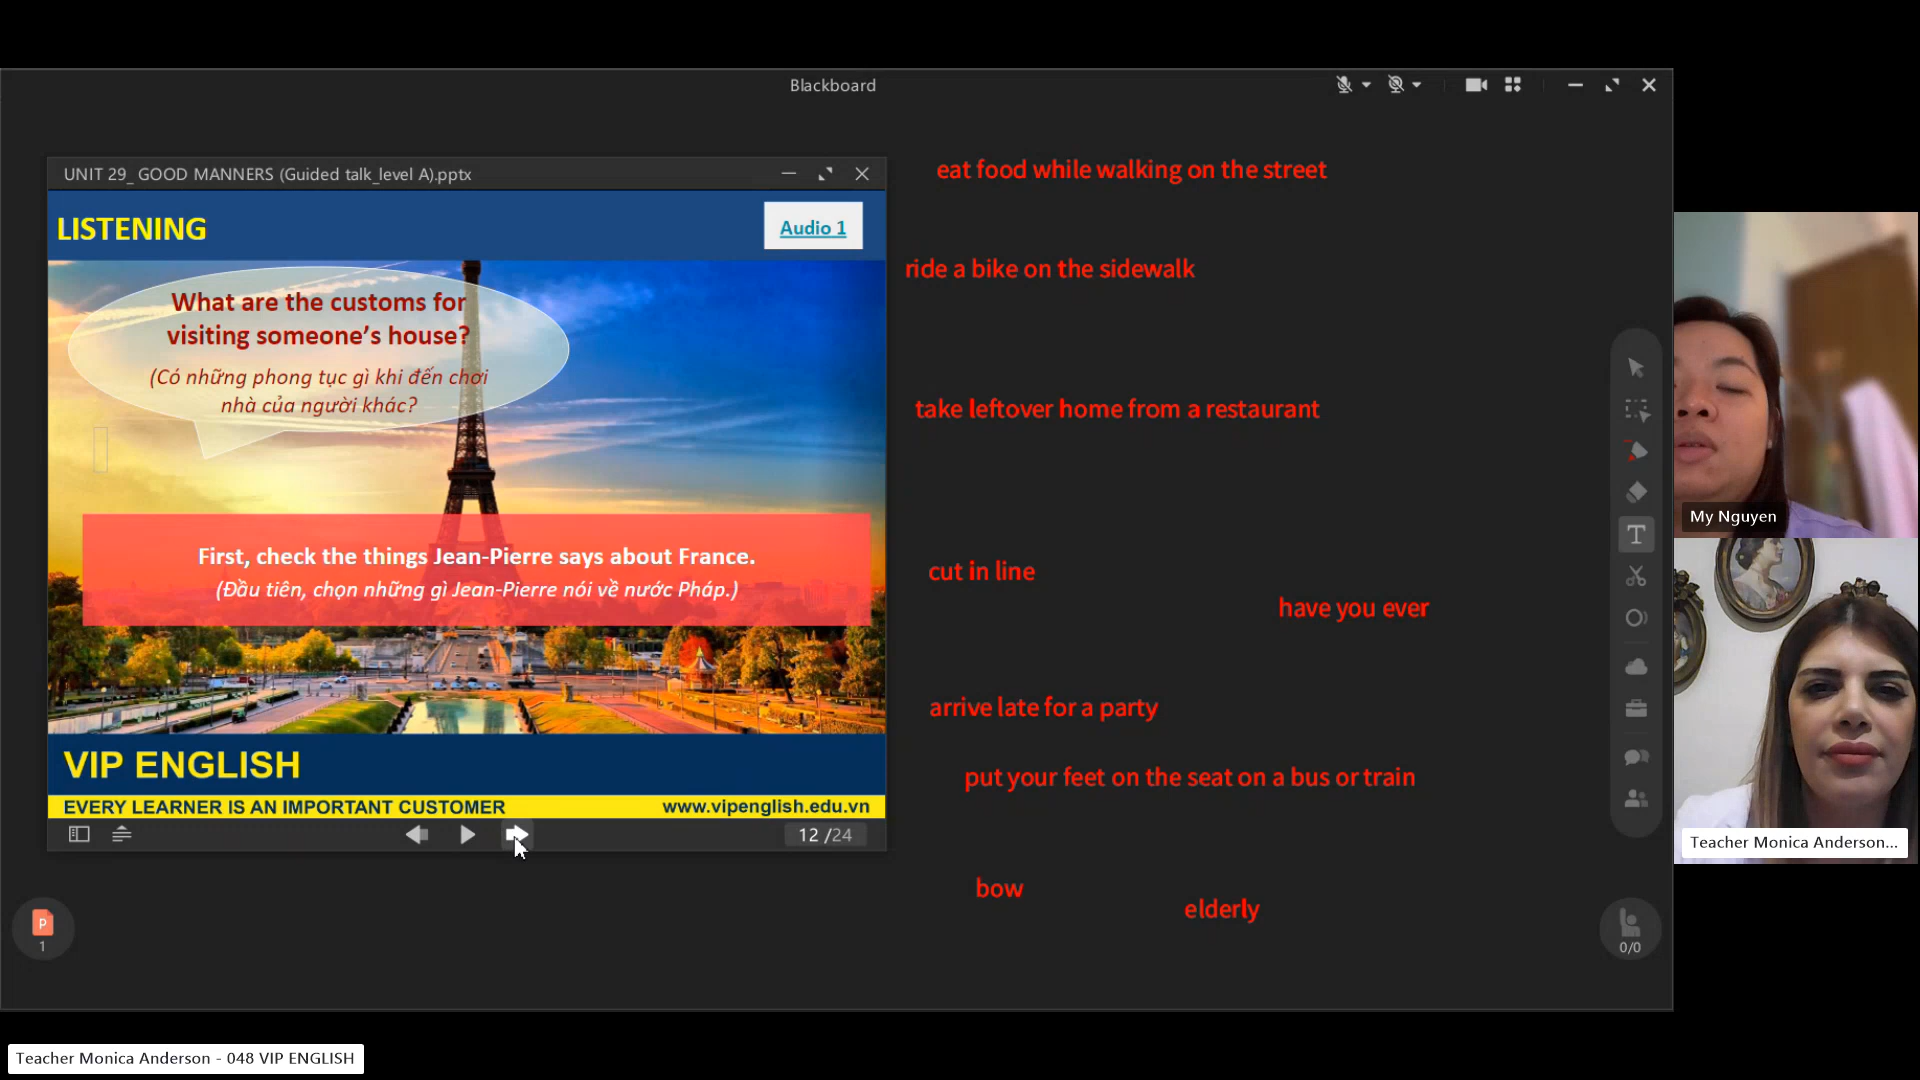 Blackboard
UNIT 29_ GOOD MANNERS (Guided talk_level A).pptx
LISTENING
Audio 1
What are the customs for
visiting someone's house?
(Có những phong tục gì khi đến chơi
nhà của người khác?
First, check the things Jean-Pierre says about France.
(Đầu tiên, chọn những gì Jean-Pierre nói về nước Pháp.)
VIP ENGLISH
EVERY LEARNER IS AN IMPORTANT CUSTOMER
www.vipenglish.edu.vn
12 /24
eat food while walking on the street
ride a bike on the sidewalk
take leftover home from a restaurant
cut in line
have you ever
arrive late for a party
put your feet on the seat on a bus or train
bow
elderly
T
P
1
0/0
My Nguyen
Teacher Monica Anderson...
Teacher Monica Anderson - 048 VIP ENGLISH